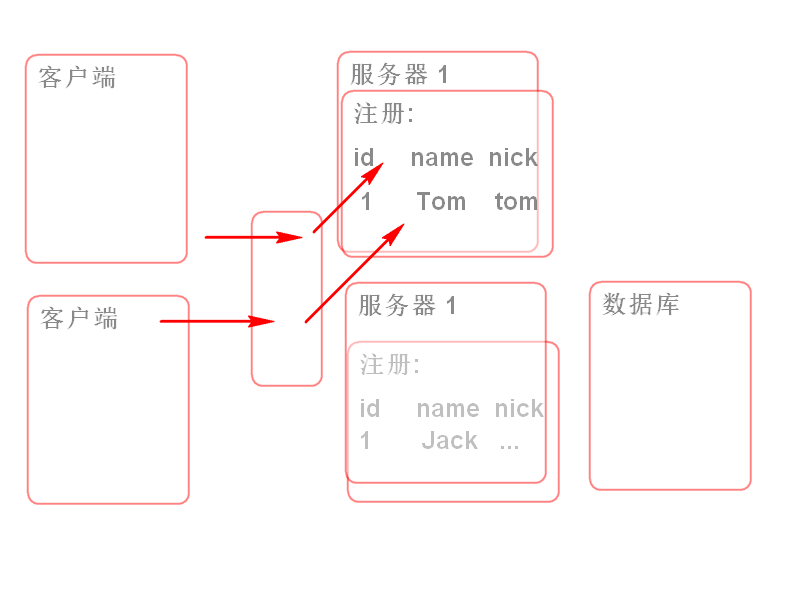 客户端
服务器 1
注册:
id name nick
1 Tom tom
客户端
服务器 1
注册:
id name nick
1 Jack ...
数据库